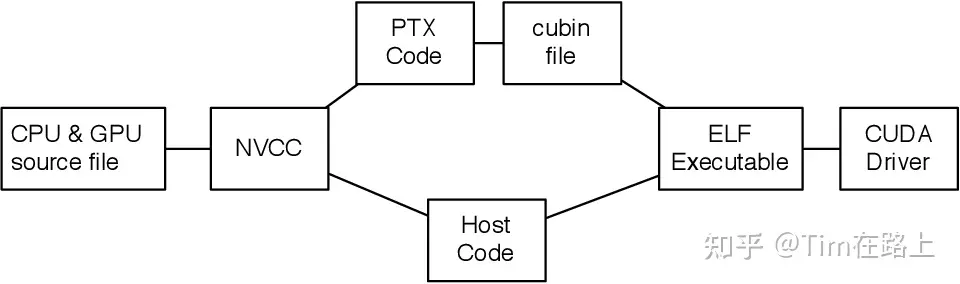 CPU & GPU
source file
NVCC
PTX
Code
cubin
file
Host
Code
ELF
Executable
CUDA
Driver
知乎 @Tim在路上